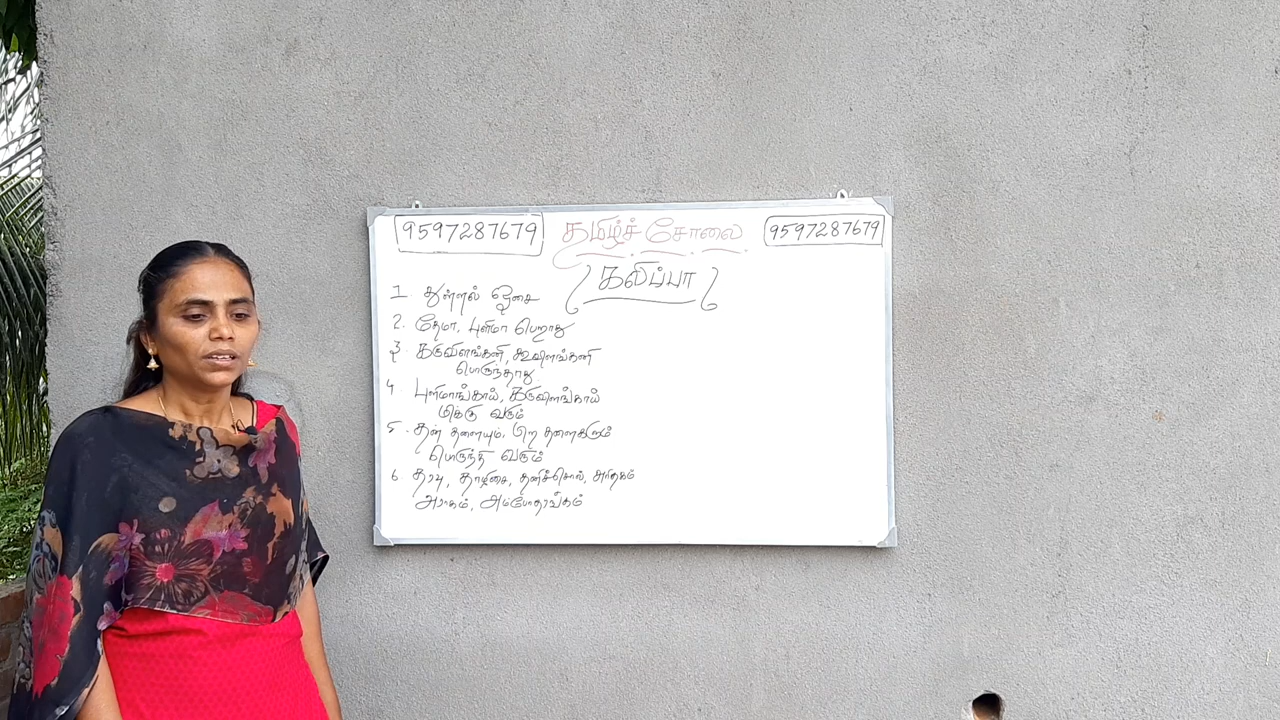 9597287679 தமிழ்ச் சோலை 9597287679
கலிப்பா
1. துள்ளல் ஓசை
2. தேமா, புளிமா பெறாது
3. கருவிளங்கனி, கூவிளங்கனி
பொருந்தாது
4 புளிமாங்காய், கருவிளங்காய்
மிக்கு வரும்
5. தன் தளையும், பிற தளைகளும்
பொருந்தி வரும்
6 தரவு, தாழிசை, தனிச்சொல், சுரிதகம்
அராகம், அம்போதரங்கம்